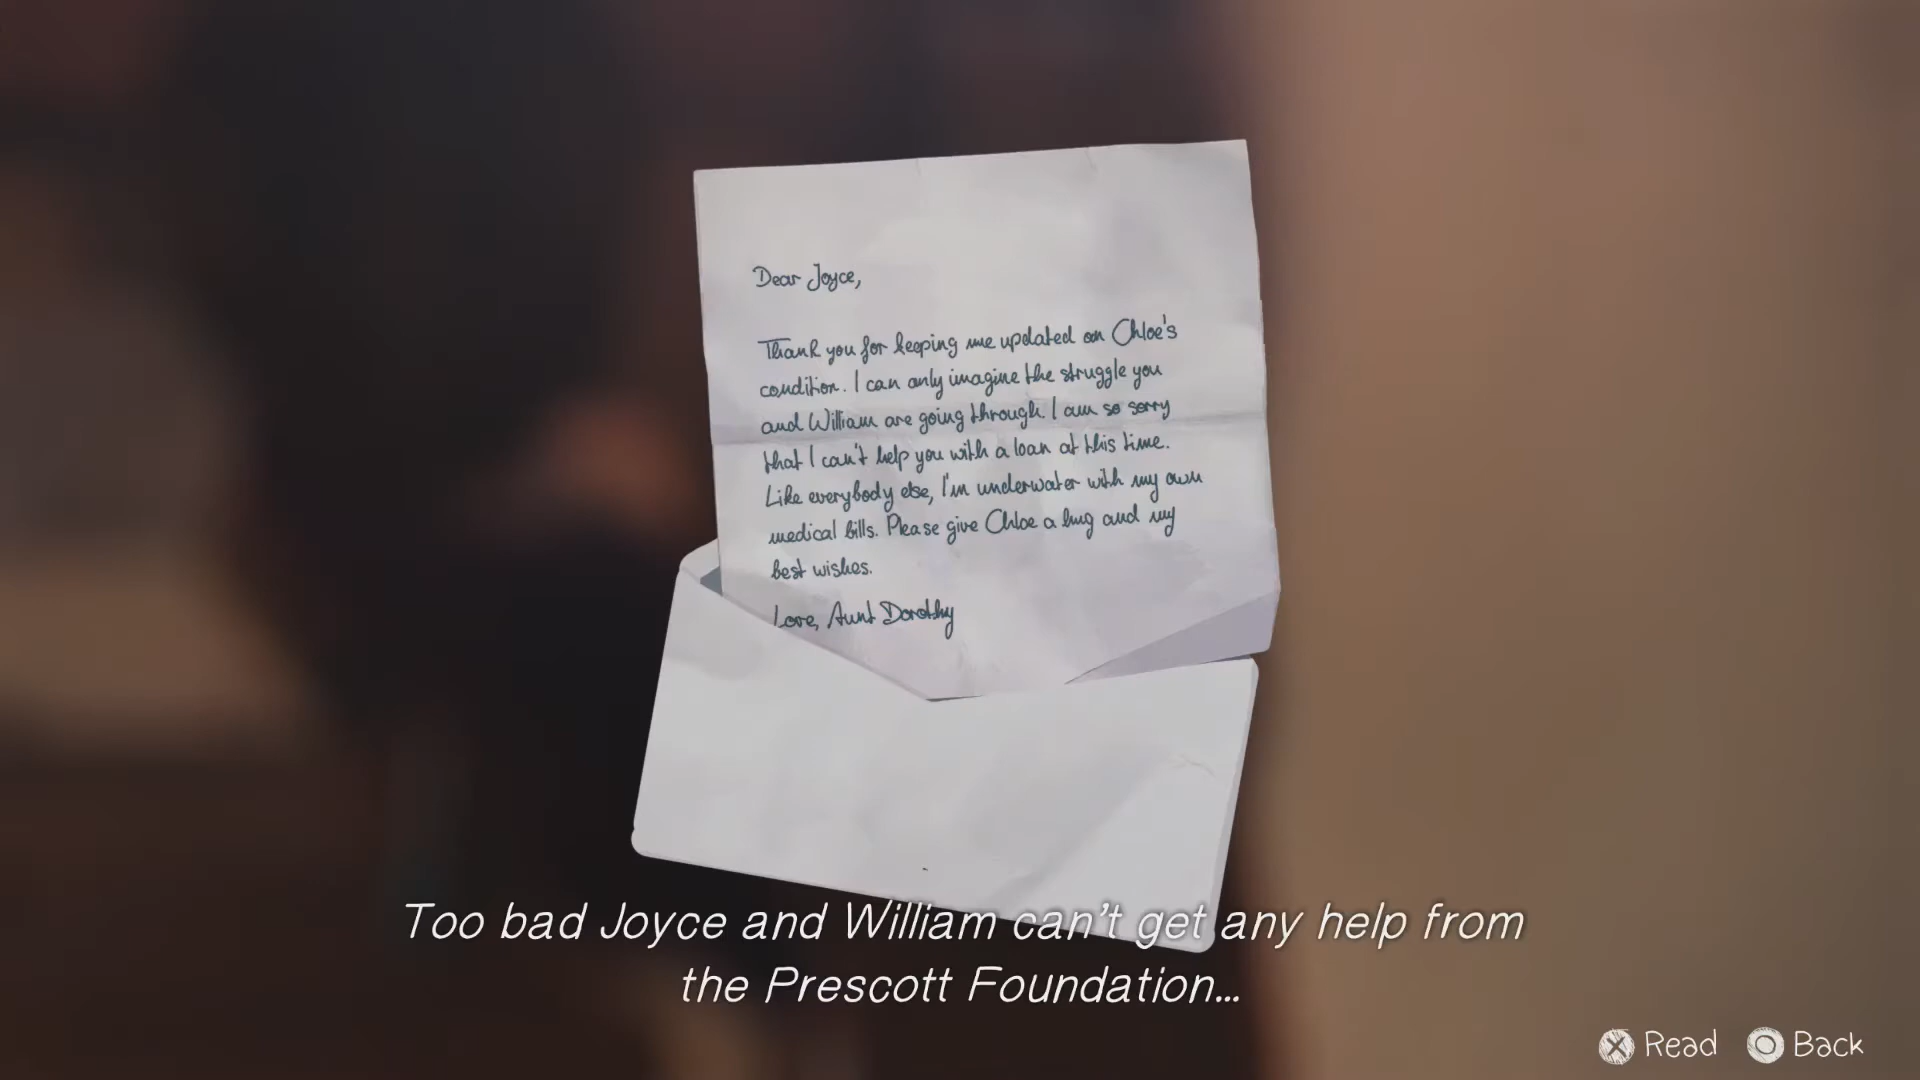 Dear Joyce,
Thank you for keeping me updated on Chloe's
condition. I can only imagine the struggle you
and William are going through. I am so sorry
that I can't help you with a loan at this time.
Like everybody else, I'm underwater with my own
medical bills. Please give Chloe a hug and my
best wishes.
Love, Aunt Dorothy
Too bad Joyce and William can't get any help from
the Prescott Foundation...
Read Back